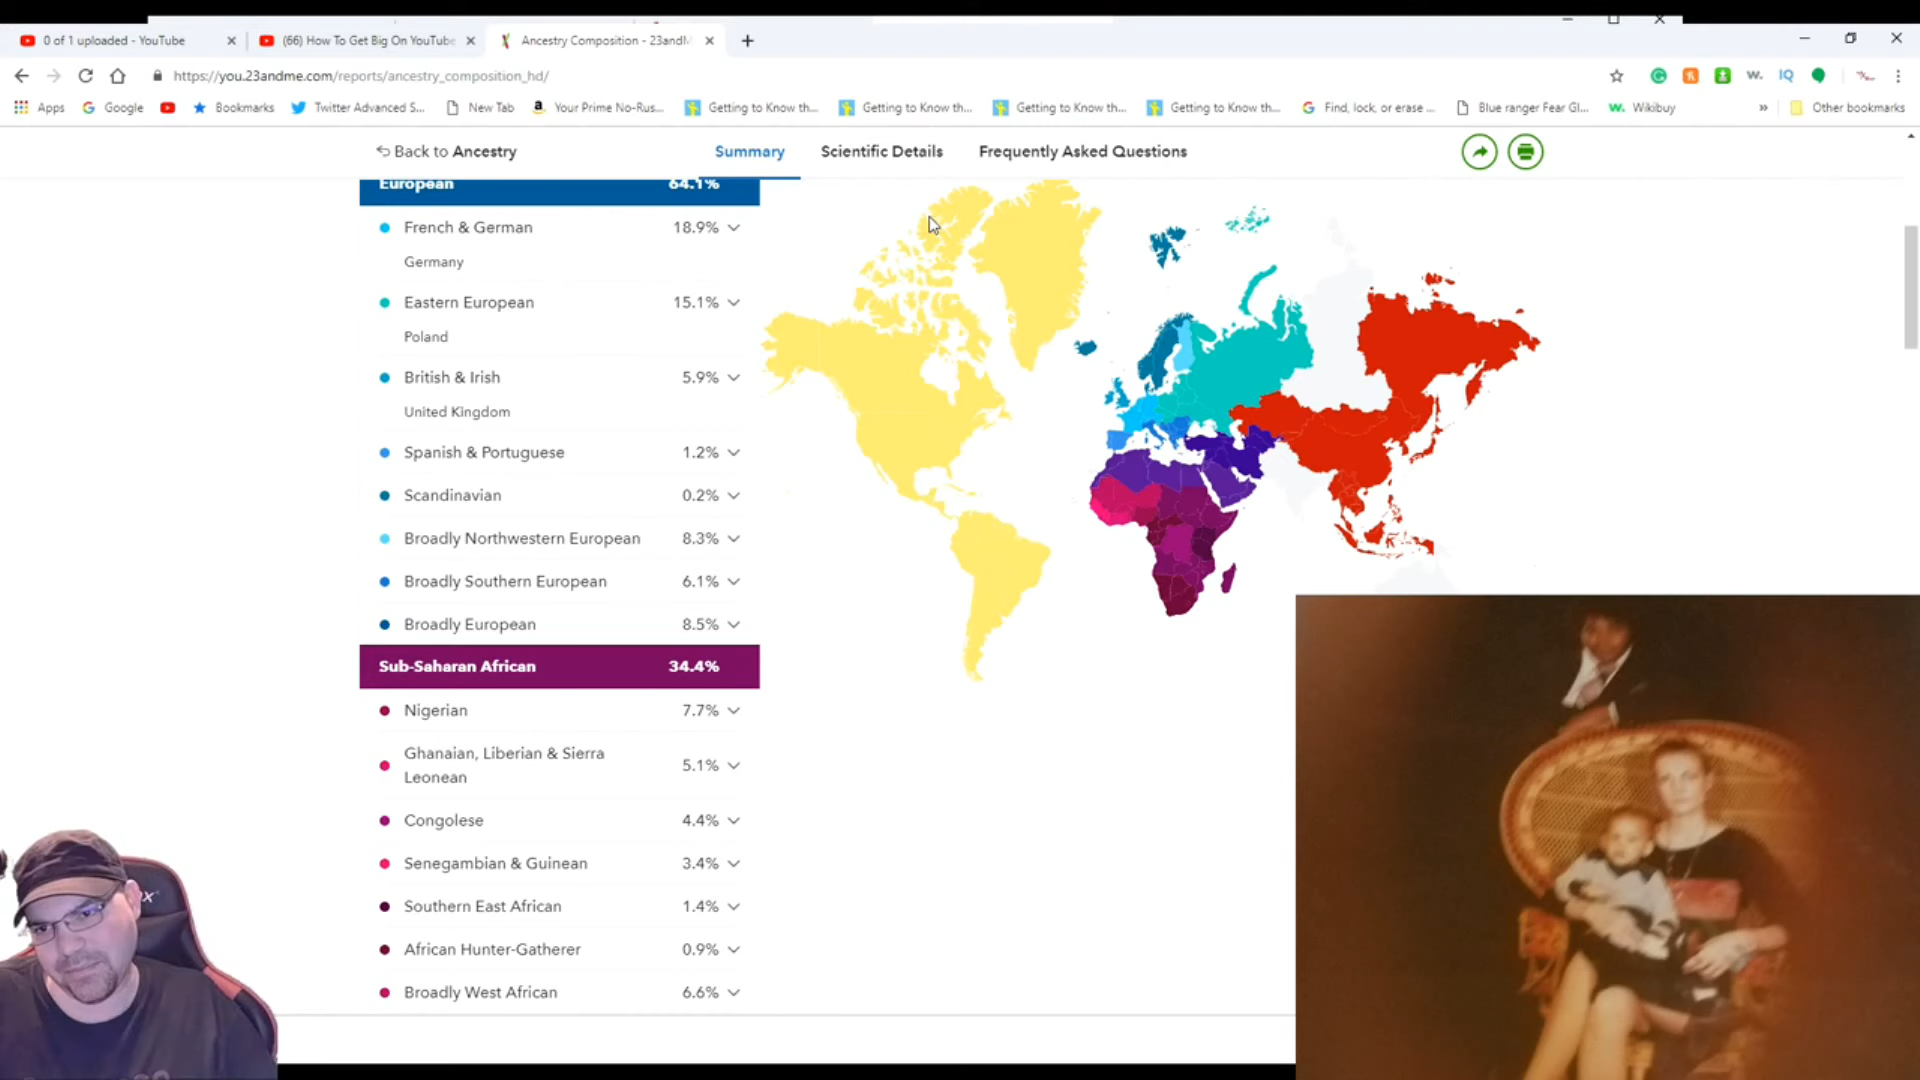 0 of 1 uploaded - YouTube
(66) How To Get Big On YouTube
Ancestry Composition - 23andM
https://you.23andme.com/reports/ancestry_composition_hd/
Apps Google Bookmarks Twitter Advanced S... New Tab Your Prime No-Rus... Getting to Know th... Getting to Know th... Getting to Know th... Getting to Know th... Find, lock, or erase ... Blue ranger Fear Gl... Wikibuy » Other bookmarks
Back to Ancestry Summary Scientific Details Frequently Asked Questions
European 64.1%
French & German 18.9%
Germany
Eastern European 15.1%
Poland
British & Irish 5.9%
United Kingdom
Spanish & Portuguese 1.2%
Scandinavian 0.2%
Broadly Northwestern European 8.3%
Broadly Southern European 6.1%
Broadly European 8.5%
Sub-Saharan African 34.4%
Nigerian 7.7%
Ghanaian, Liberian & Sierra
Leonean 5.1%
Congolese 4.4%
Senegambian & Guinean 3.4%
Southern East African 1.4%
African Hunter-Gatherer 0.9%
Broadly West African 6.6%